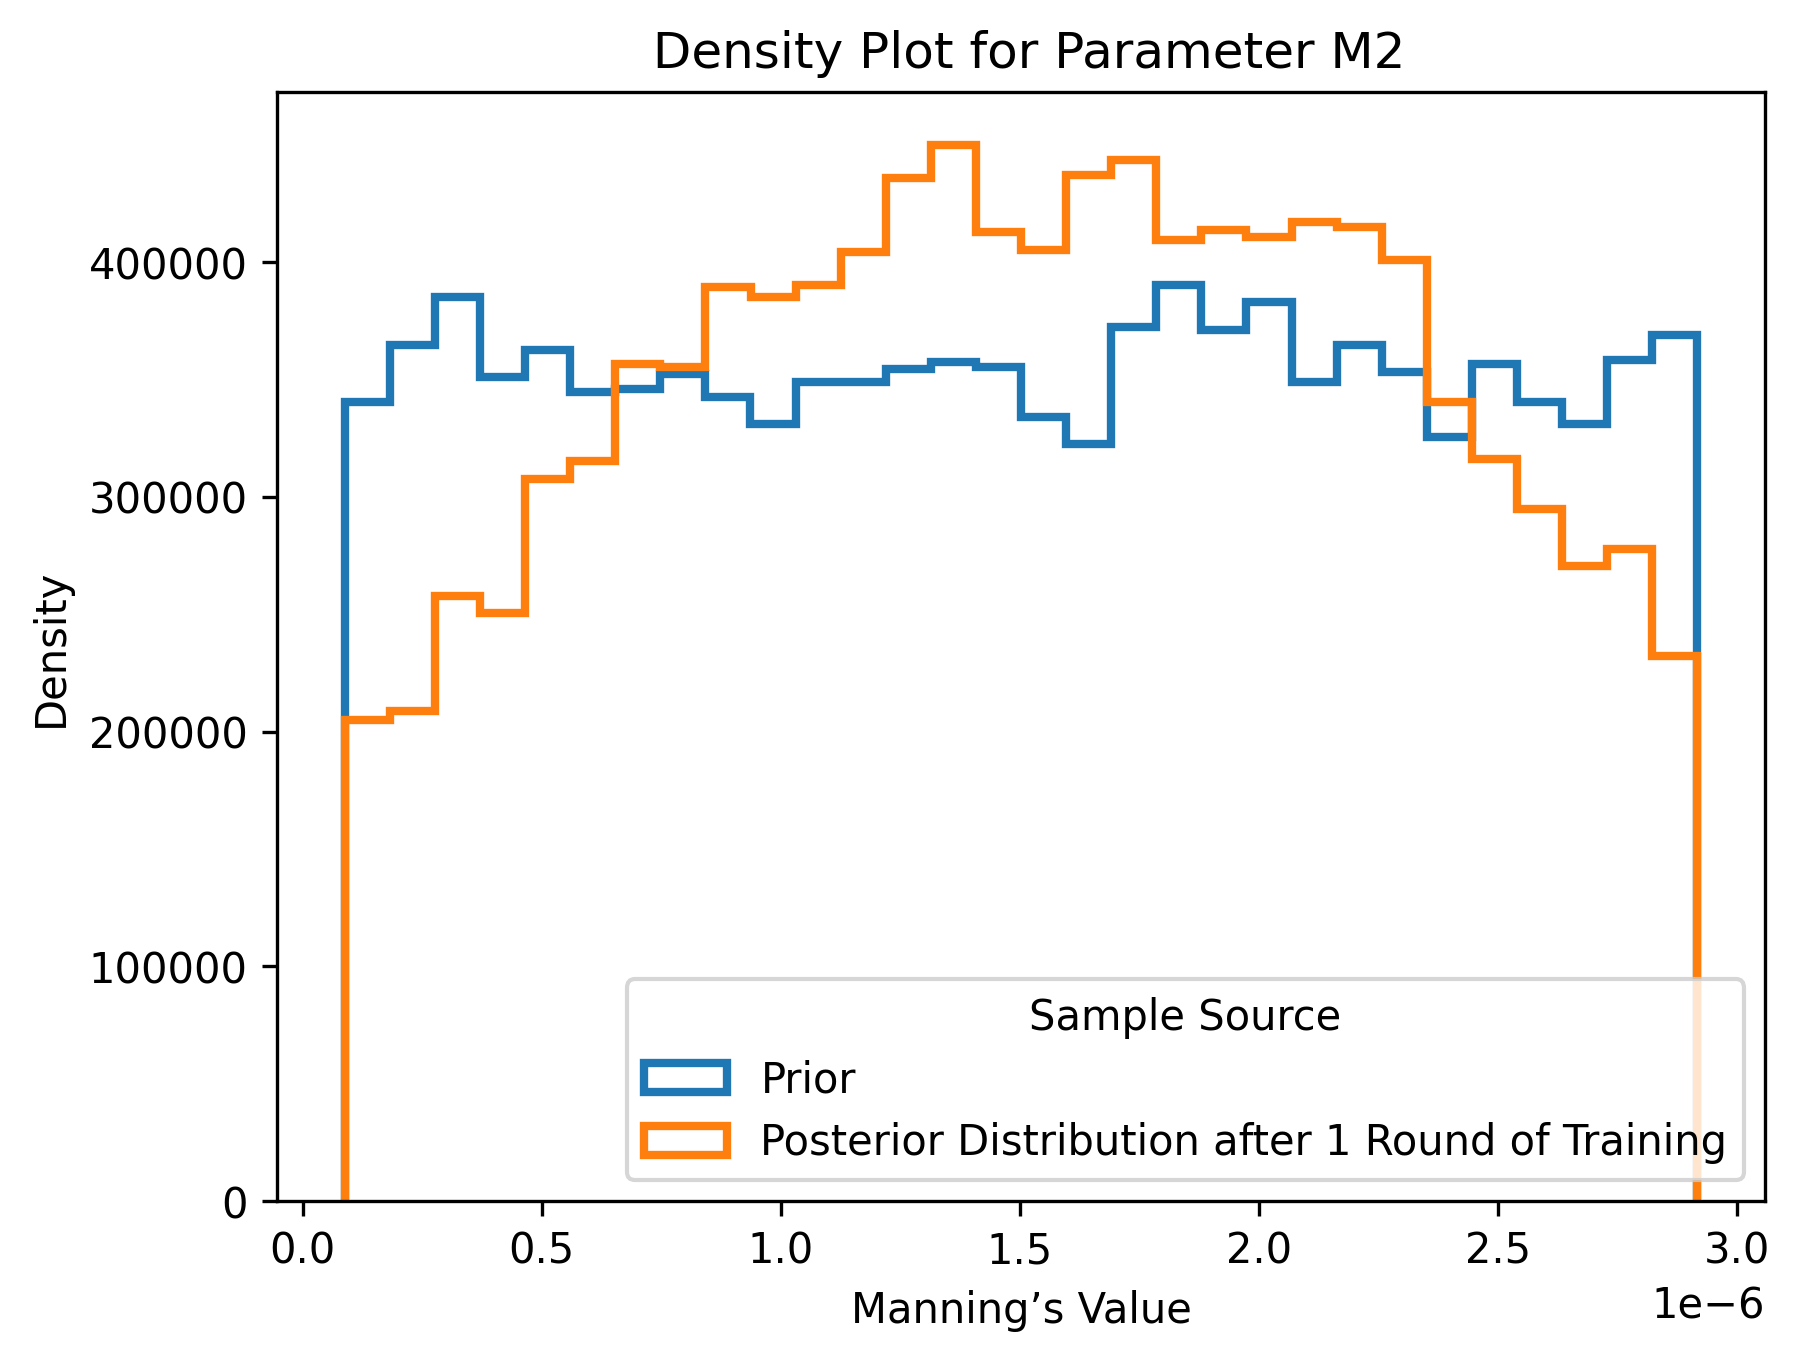 Density Plot for Parameter M2
Density
400000
300000
200000
100000
0
Sample Source
Prior
Posterior Distribution after 1 Round of Training
0.0 0.5 1.0 1.5 2.0 2.5 3.0
1e−6
Manning’s Value